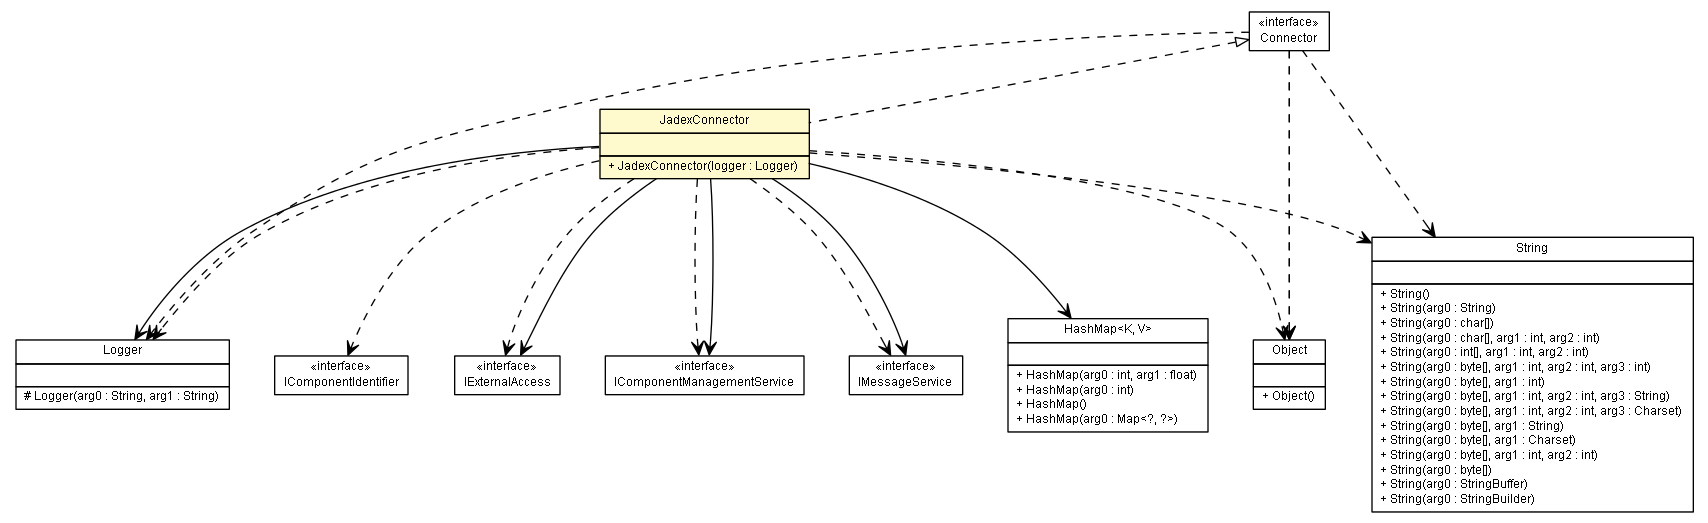 «interface»
Connector
JadexConnector
+ JadexConnector(logger : Logger)
Logger
# Logger(arg0 : String, arg1 : String)
«interface»
IComponentIdentifier
«interface»
IExternalAccess
«interface»
IComponentManagementService
«interface»
IMessageService
HashMap<K, V>
+ HashMap(arg0 : int, arg1 : float)
+ HashMap(arg0 : int)
+ HashMap()
+ HashMap(arg0 : Map<?, ?>)
Object
+ Object()
String
+ String()
+ String(arg0 : String)
+ String(arg0 : char[])
+ String(arg0 : char[], arg1 : int, arg2 : int)
+ String(arg0 : int[], arg1 : int, arg2 : int)
+ String(arg0 : byte[], arg1 : int, arg2 : int, arg3 : int)
+ String(arg0 : byte[], arg1 : int)
+ String(arg0 : byte[], arg1 : int, arg2 : int, arg3 : String)
+ String(arg0 : byte[], arg1 : int, arg2 : int, arg3 : Charset)
+ String(arg0 : byte[], arg1 : String)
+ String(arg0 : byte[], arg1 : Charset)
+ String(arg0 : byte[], arg1 : int, arg2 : int)
+ String(arg0 : byte[])
+ String(arg0 : StringBuffer)
+ String(arg0 : StringBuilder)